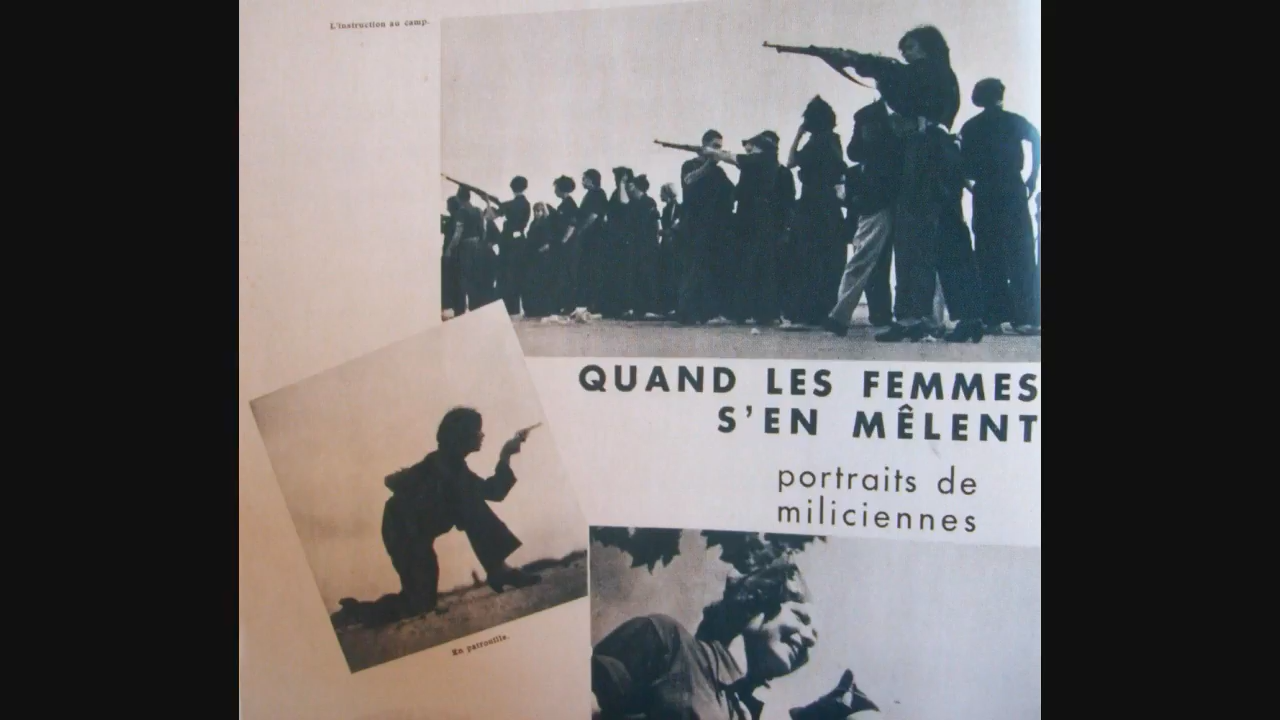 L'instruction au camp.
QUAND LES FEMMES
S'EN MÊLENT
portraits de
miliciennes
En patrouille.